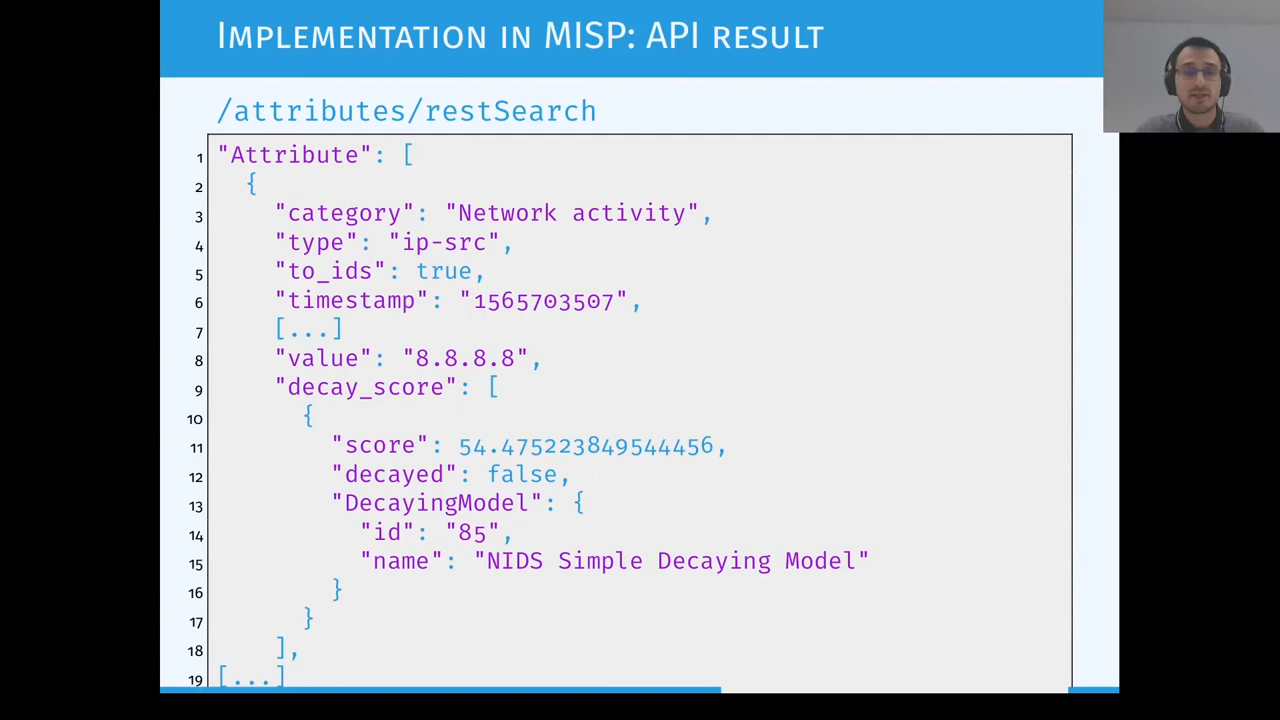 IMPLEMENTATION IN MISP: API RESULT
/attributes/restSearch
1 "Attribute": [
2 {
3 "category": "Network activity",
4 "type": "ip-src",
5 "to_ids": true,
6 "timestamp": "1565703507",
7 [...]
8 "value": "8.8.8.8",
9 "decay_score": [
10 {
11 "score": 54.475223849544456,
12 "decayed": false,
13 "DecayingModel": {
14 "id": "85",
15 "name": "NIDS Simple Decaying Model"
16 }
17 }
18 ],
19 [...]